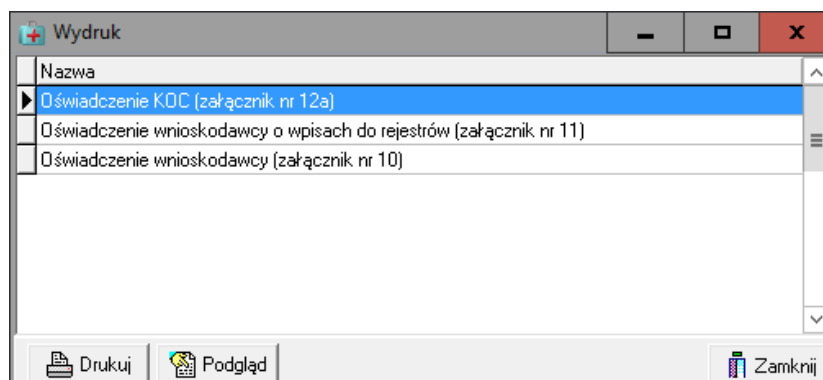 Wydruk
Nazwa
Oświadczenie KOC (załącznik nr 12a)
Oświadczenie wnioskodawcy o wpisach do rejestrów (załącznik nr 11)
Oświadczenie wnioskodawcy (załącznik nr 10)
Drukuj Podgląd Zamknij